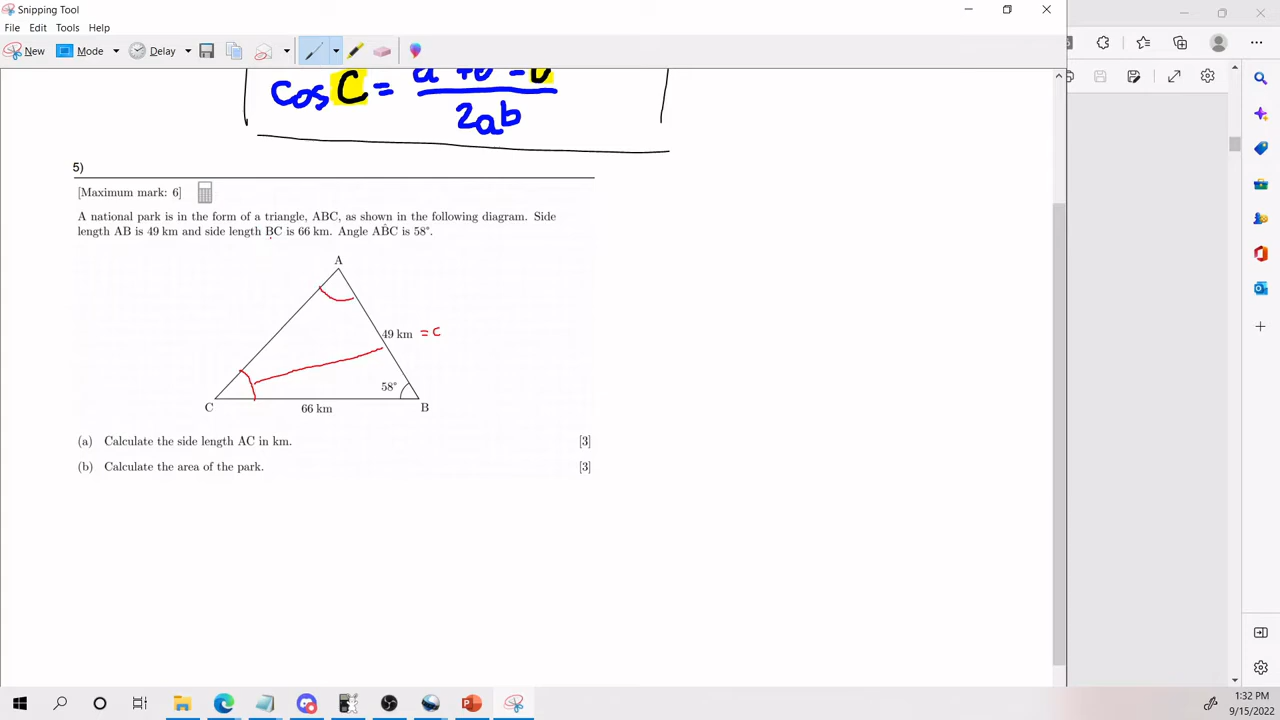 Snipping Tool
File Edit Tools Help
New Mode Delay
cos C =
2ab
5)
[Maximum mark: 6]
A national park is in the form of a triangle, ABC, as shown in the following diagram. Side
length AB is 49 km and side length BC is 66 km. Angle AB̂C is 58°.
A
49 km = c
58°
C B
66 km
(a) Calculate the side length AC in km. [3]
(b) Calculate the area of the park. [3]
1:32 PM
9/15/2022